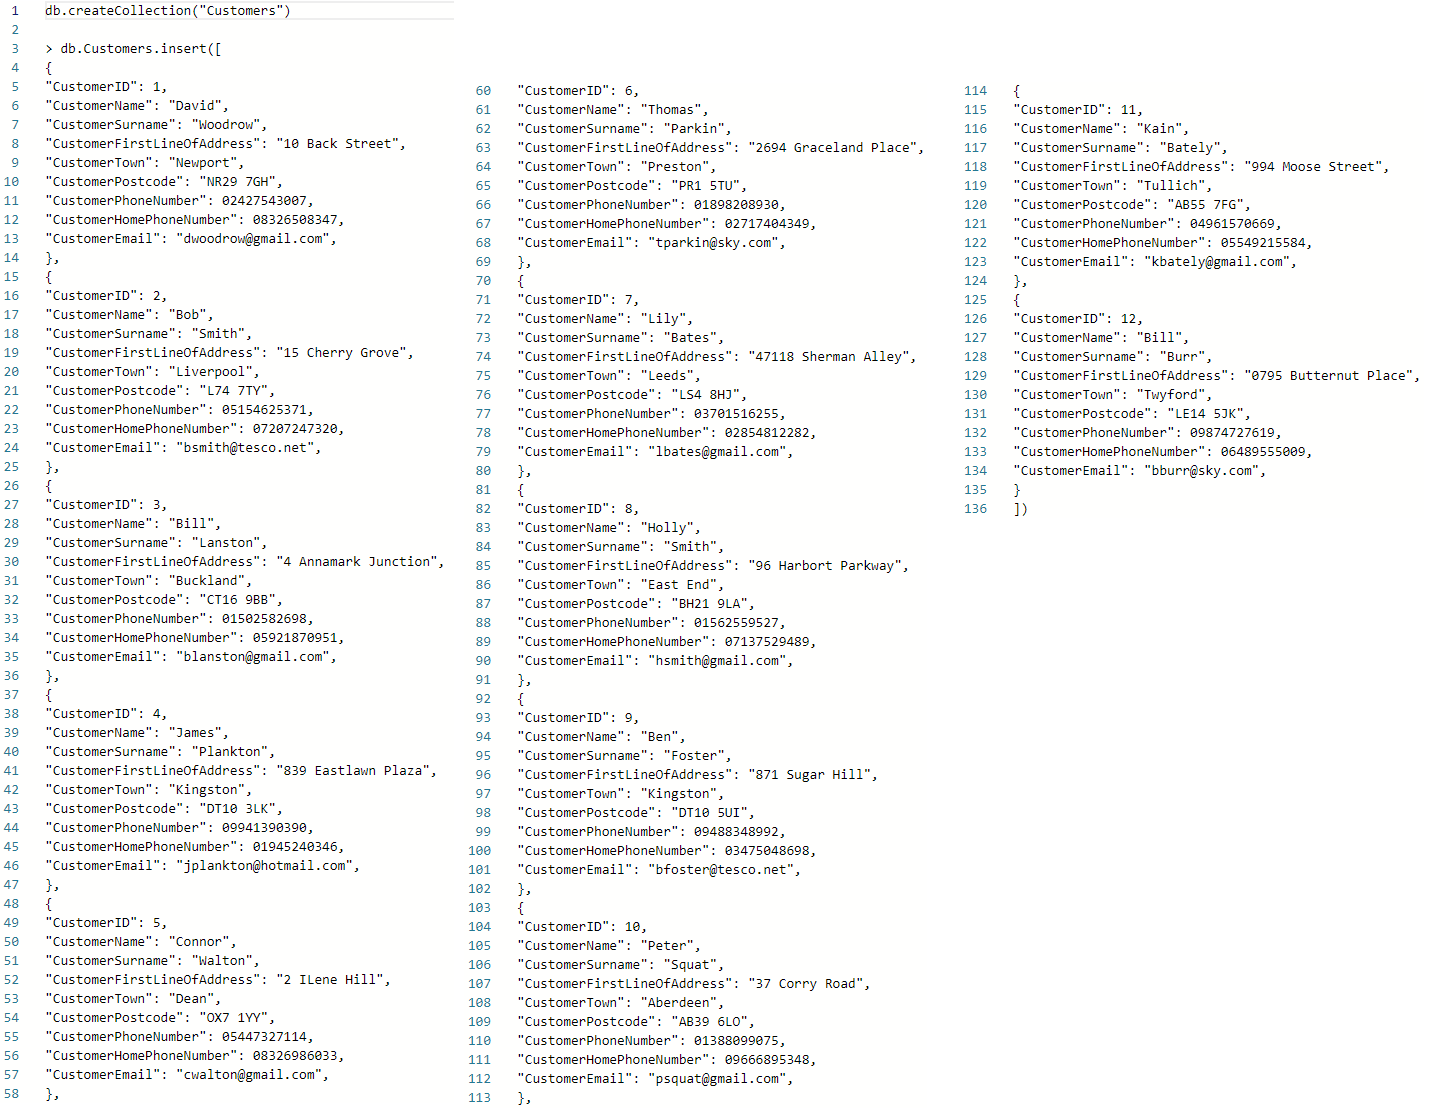 1 db.createCollection("Customers")
2
3 > db.Customers.insert([
4 {
5 "CustomerID": 1,
6 "CustomerName": "David",
7 "CustomerSurname": "Woodrow",
8 "CustomerFirstLineOfAddress": "10 Back Street",
9 "CustomerTown": "Newport",
10 "CustomerPostcode": "NR29 7GH",
11 "CustomerPhoneNumber": 02427543007,
12 "CustomerHomePhoneNumber": 08326508347,
13 "CustomerEmail": "dwoodrow@gmail.com",
14 },
15 {
16 "CustomerID": 2,
17 "CustomerName": "Bob",
18 "CustomerSurname": "Smith",
19 "CustomerFirstLineOfAddress": "15 Cherry Grove",
20 "CustomerTown": "Liverpool",
21 "CustomerPostcode": "L74 7TY",
22 "CustomerPhoneNumber": 05154625371,
23 "CustomerHomePhoneNumber": 07207247320,
24 "CustomerEmail": "bsmith@tesco.net",
25 },
26 {
27 "CustomerID": 3,
28 "CustomerName": "Bill",
29 "CustomerSurname": "Lanston",
30 "CustomerFirstLineOfAddress": "4 Annamark Junction",
31 "CustomerTown": "Buckland",
32 "CustomerPostcode": "CT16 9BB",
33 "CustomerPhoneNumber": 01502582698,
34 "CustomerHomePhoneNumber": 05921870951,
35 "CustomerEmail": "blanston@gmail.com",
36 },
37 {
38 "CustomerID": 4,
39 "CustomerName": "James",
40 "CustomerSurname": "Plankton",
41 "CustomerFirstLineOfAddress": "839 Eastlawn Plaza",
42 "CustomerTown": "Kingston",
43 "CustomerPostcode": "DT10 3LK",
44 "CustomerPhoneNumber": 09941390390,
45 "CustomerHomePhoneNumber": 01945240346,
46 "CustomerEmail": "jplankton@hotmail.com",
47 },
48 {
49 "CustomerID": 5,
50 "CustomerName": "Connor",
51 "CustomerSurname": "Walton",
52 "CustomerFirstLineOfAddress": "2 ILene Hill",
53 "CustomerTown": "Dean",
54 "CustomerPostcode": "OX7 1YY",
55 "CustomerPhoneNumber": 05447327114,
56 "CustomerHomePhoneNumber": 08326986033,
57 "CustomerEmail": "cwalton@gmail.com",
58 },
60 "CustomerID": 6,
61 "CustomerName": "Thomas",
62 "CustomerSurname": "Parkin",
63 "CustomerFirstLineOfAddress": "2694 Graceland Place",
64 "CustomerTown": "Preston",
65 "CustomerPostcode": "PR1 5TU",
66 "CustomerPhoneNumber": 01898208930,
67 "CustomerHomePhoneNumber": 02717404349,
68 "CustomerEmail": "tparkin@sky.com",
69 },
70 {
71 "CustomerID": 7,
72 "CustomerName": "Lily",
73 "CustomerSurname": "Bates",
74 "CustomerFirstLineOfAddress": "47118 Sherman Alley",
75 "CustomerTown": "Leeds",
76 "CustomerPostcode": "LS4 8HJ",
77 "CustomerPhoneNumber": 03701516255,
78 "CustomerHomePhoneNumber": 02854812282,
79 "CustomerEmail": "lbates@gmail.com",
80 },
81 {
82 "CustomerID": 8,
83 "CustomerName": "Holly",
84 "CustomerSurname": "Smith",
85 "CustomerFirstLineOfAddress": "96 Harbort Parkway",
86 "CustomerTown": "East End",
87 "CustomerPostcode": "BH21 9LA",
88 "CustomerPhoneNumber": 01562559527,
89 "CustomerHomePhoneNumber": 07137529489,
90 "CustomerEmail": "hsmith@gmail.com",
91 },
92 {
93 "CustomerID": 9,
94 "CustomerName": "Ben",
95 "CustomerSurname": "Foster",
96 "CustomerFirstLineOfAddress": "871 Sugar Hill",
97 "CustomerTown": "Kingston",
98 "CustomerPostcode": "DT10 5UI",
99 "CustomerPhoneNumber": 09488348992,
100 "CustomerHomePhoneNumber": 03475048698,
101 "CustomerEmail": "bfoster@tesco.net",
102 },
103 {
104 "CustomerID": 10,
105 "CustomerName": "Peter",
106 "CustomerSurname": "Squat",
107 "CustomerFirstLineOfAddress": "37 Corry Road",
108 "CustomerTown": "Aberdeen",
109 "CustomerPostcode": "AB39 6LO",
110 "CustomerPhoneNumber": 01388099075,
111 "CustomerHomePhoneNumber": 09666895348,
112 "CustomerEmail": "psquat@gmail.com",
113 },
114 {
115 "CustomerID": 11,
116 "CustomerName": "Kain",
117 "CustomerSurname": "Bately",
118 "CustomerFirstLineOfAddress": "994 Moose Street",
119 "CustomerTown": "Tullich",
120 "CustomerPostcode": "AB55 7FG",
121 "CustomerPhoneNumber": 04961570669,
122 "CustomerHomePhoneNumber": 05549215584,
123 "CustomerEmail": "kbately@gmail.com",
124 },
125 {
126 "CustomerID": 12,
127 "CustomerName": "Bill",
128 "CustomerSurname": "Burr",
129 "CustomerFirstLineOfAddress": "0795 Butternut Place",
130 "CustomerTown": "Twyford",
131 "CustomerPostcode": "LE14 5JK",
132 "CustomerPhoneNumber": 09874727619,
133 "CustomerHomePhoneNumber": 06489555009,
134 "CustomerEmail": "bburr@sky.com",
135 }
136 ])